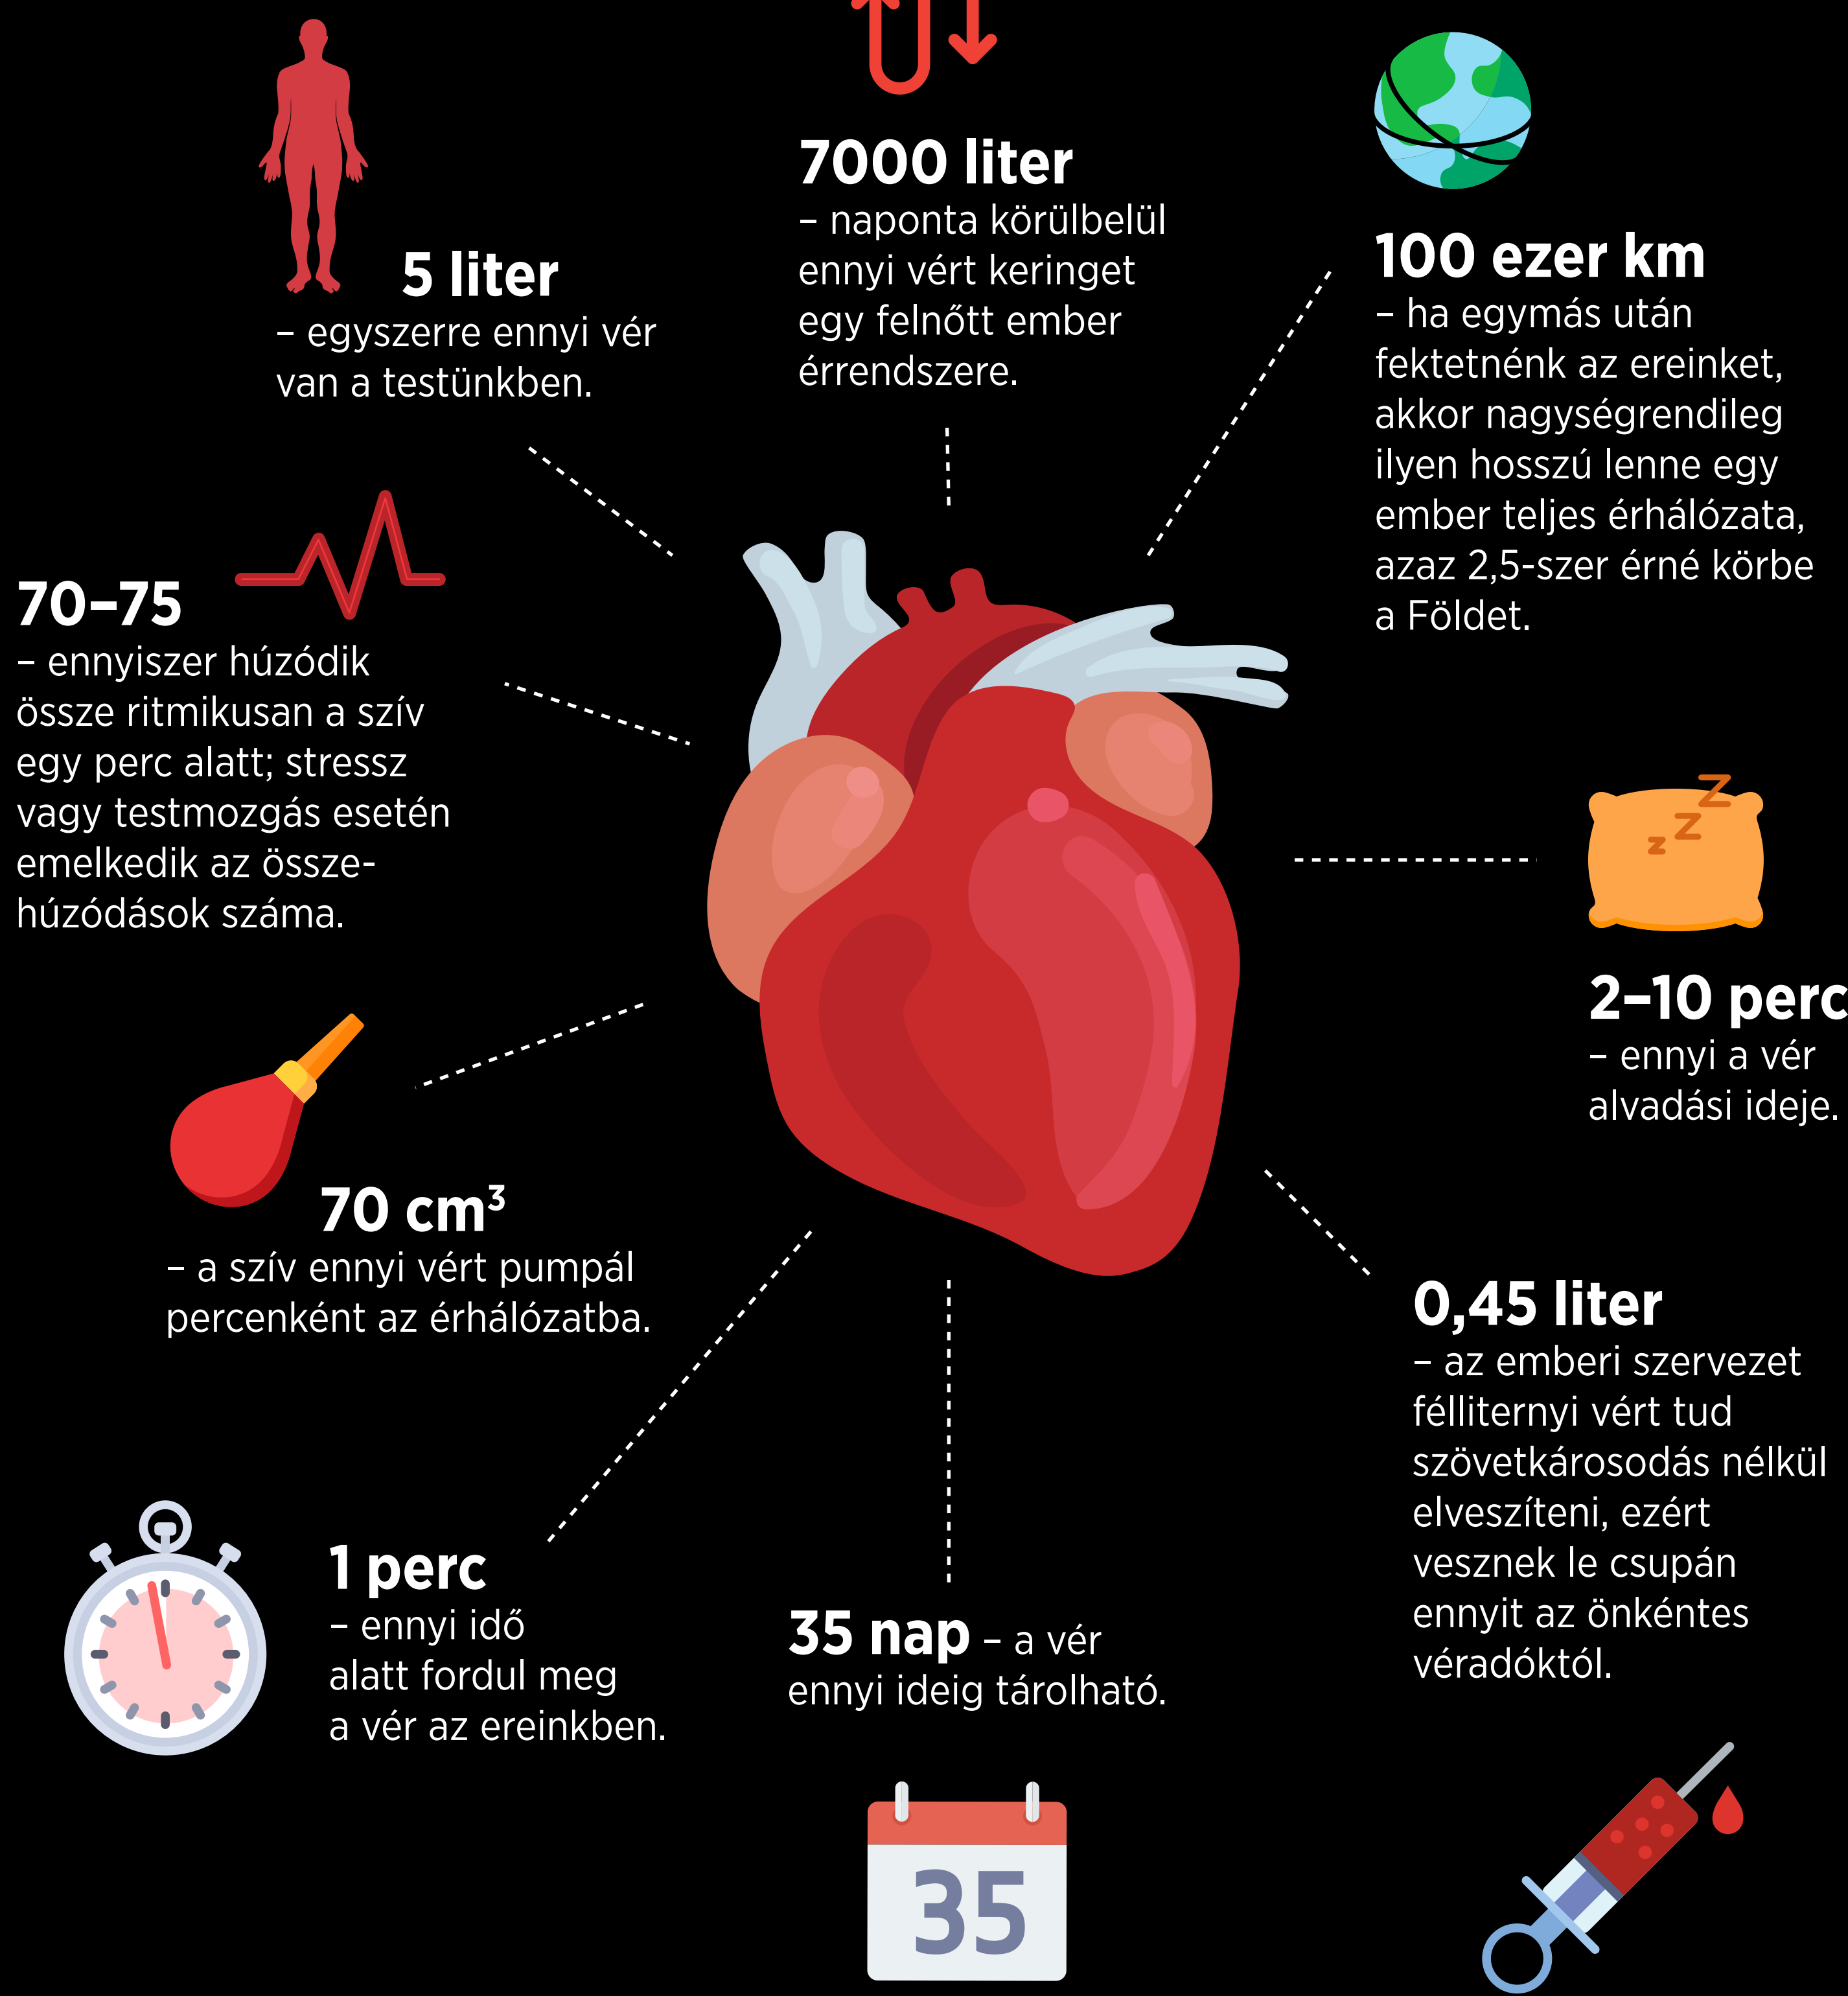 5 liter
– egyszerre ennyi vér
van a testünkben.
7000 liter
– naponta körülbelül
ennyi vért keringet
egy felnőtt ember
érrendszere.
100 ezer km
– ha egymás után
fektetnénk az ereinket,
akkor nagyságrendileg
ilyen hosszú lenne egy
ember teljes érhálózata,
azaz 2,5-szer érné körbe
a Földet.
70–75
– ennyiszer húzódik
össze ritmikusan a szív
egy perc alatt; stressz
vagy testmozgás esetén
emelkedik az össze-
húzódások száma.
z z z
2–10 perc
– ennyi a vér
alvadási ideje.
70 cm³
– a szív ennyi vért pumpál
percenként az érhálózatba.
0,45 liter
– az emberi szervezet
félliternyi vért tud
szövetkárosodás nélkül
elveszíteni, ezért
vesznek le csupán
ennyit az önkéntes
véradóktól.
1 perc
– ennyi idő
alatt fordul meg
a vér az ereinkben.
35 nap – a vér
ennyi ideig tárolható.
35